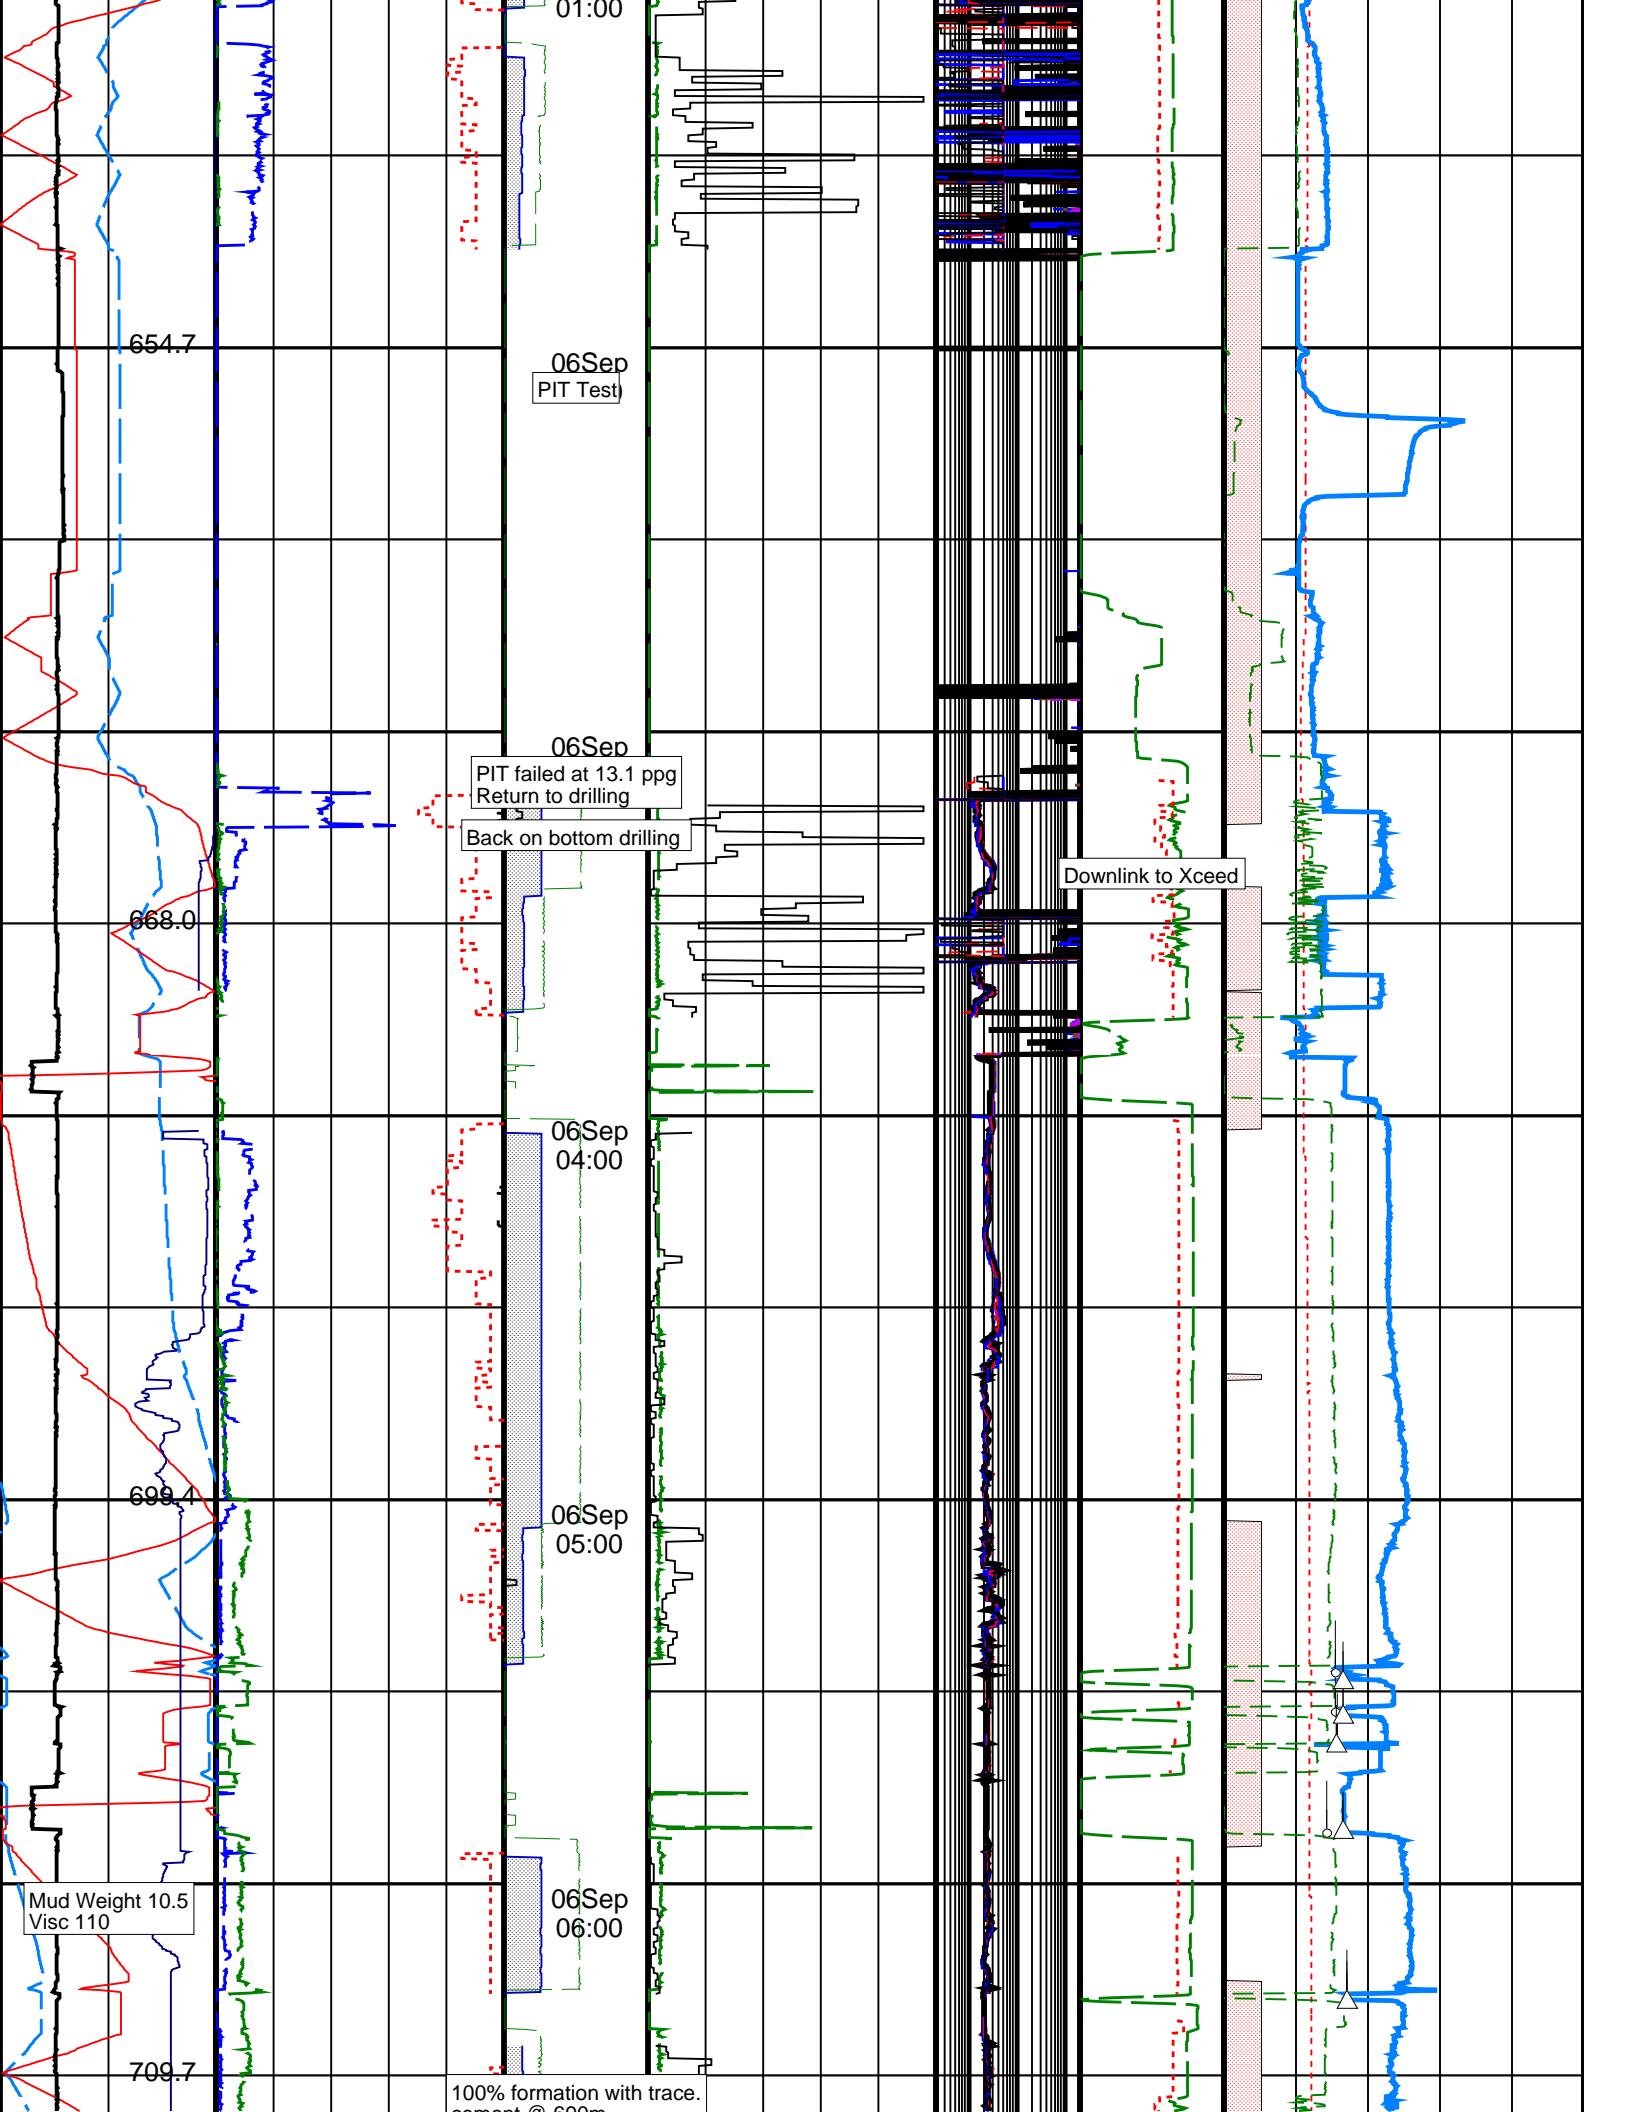 01:00
654.7
06Sep
PIT Test
06Sep
PIT failed at 13.1 ppg
Return to drilling
Back on bottom drilling
Downlink to Xceed
668.0
06Sep
04:00
699.4
06Sep
05:00
Mud Weight 10.5
Visc 110
06Sep
06:00
709.7
100% formation with trace.
cement @ 690m